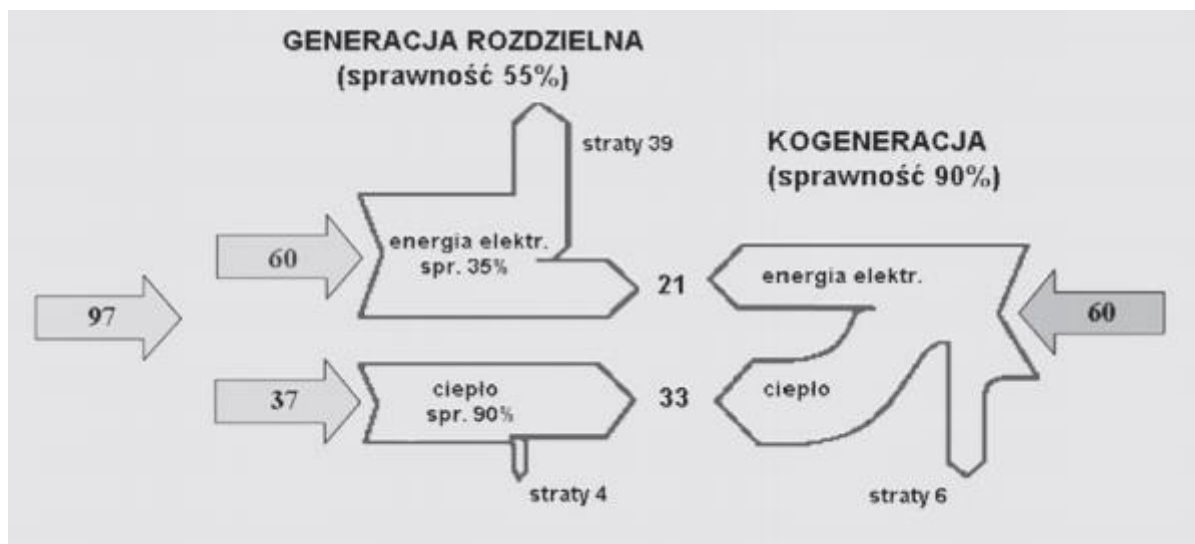 GENERACJA ROZDZIELNA
(sprawność 55%)
straty 39
KOGENERACJA
(sprawność 90%)
60
energia elektr.
spr. 35%
21
energia elektr.
97
60
37
ciepło
spr. 90%
33
ciepło
straty 4
straty 6